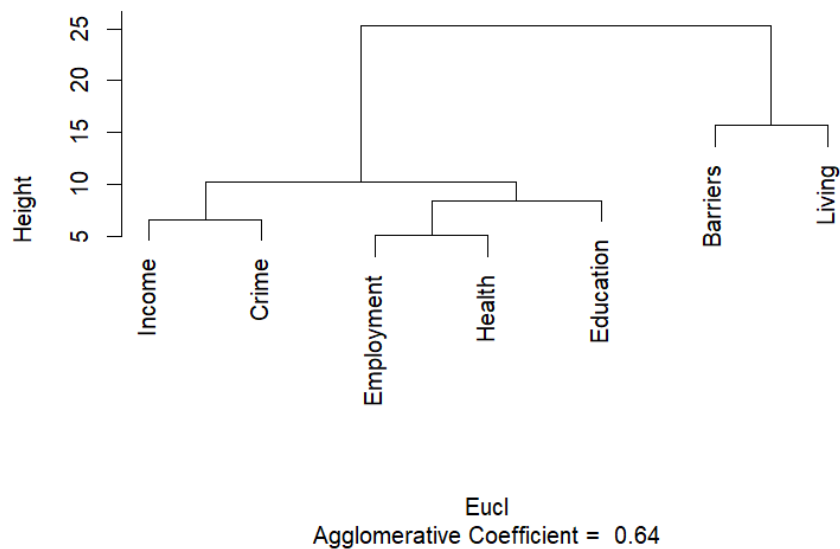 Height
25
20
15
10
5
Income
Crime
Employment
Health
Education
Barriers
Living
Eucl
Agglomerative Coefficient = 0.64